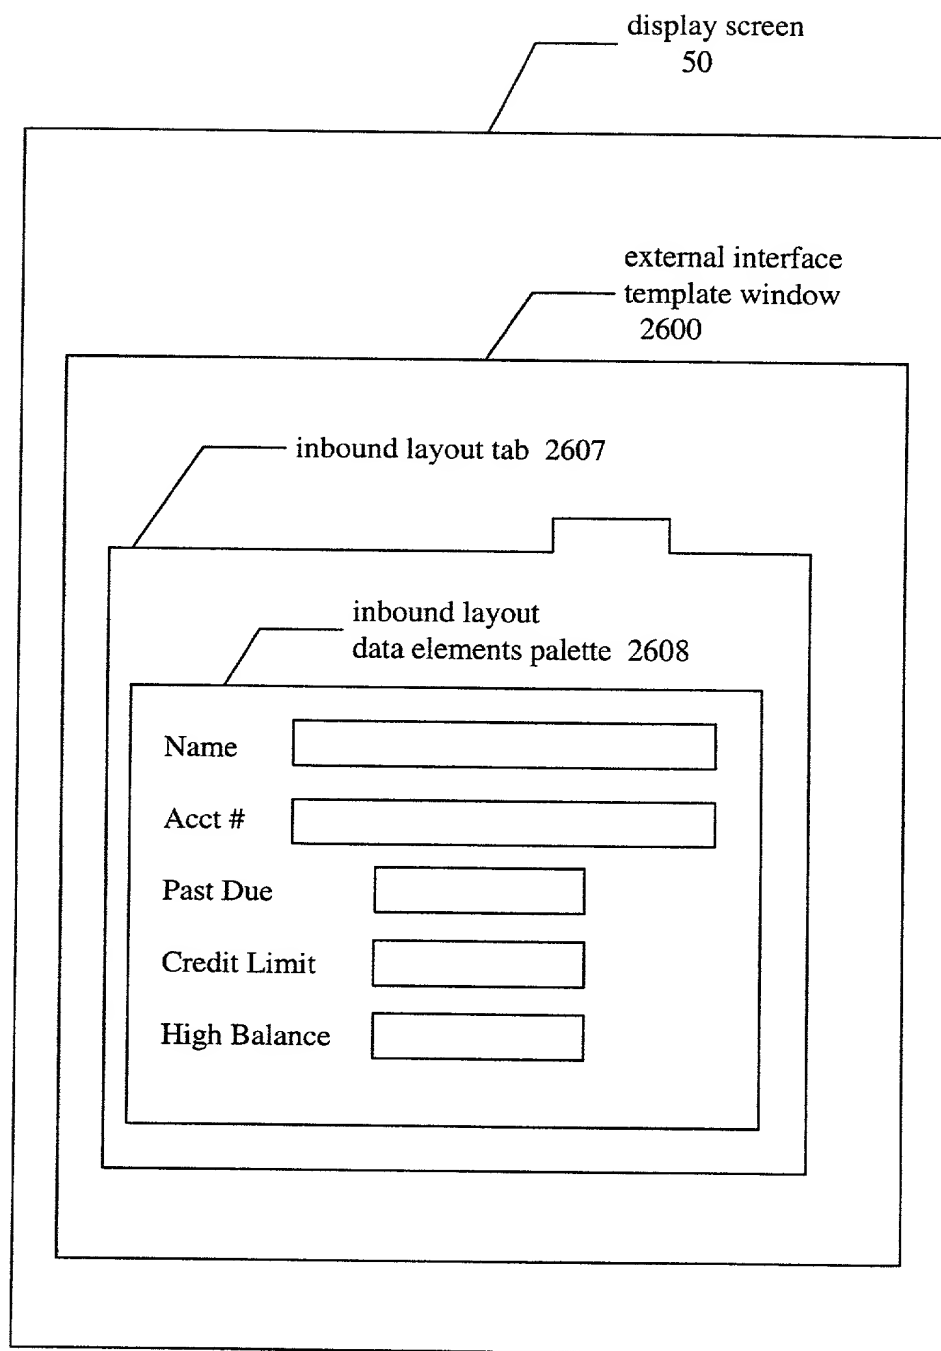 display screen
50
external interface
template window
2600
inbound layout tab 2607
inbound layout
data elements palette 2608
Name
Acct #
Past Due
Credit Limit
High Balance